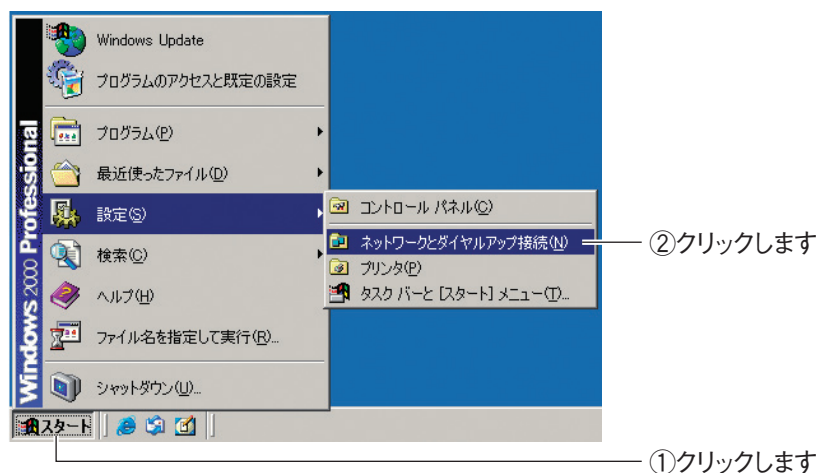 Windows 2000 Professional
Windows Update
プログラムのアクセスと既定の設定
プログラム(P)
最近使ったファイル(D)
設定(S)
検索(C)
ヘルプ(H)
ファイル名を指定して実行(R)...
シャットダウン(U)...
コントロール パネル(C)
ネットワークとダイヤルアップ接続(N)
プリンタ(P)
タスク バーと [スタート] メニュー(T)...
②クリックします
スタート
①クリックします